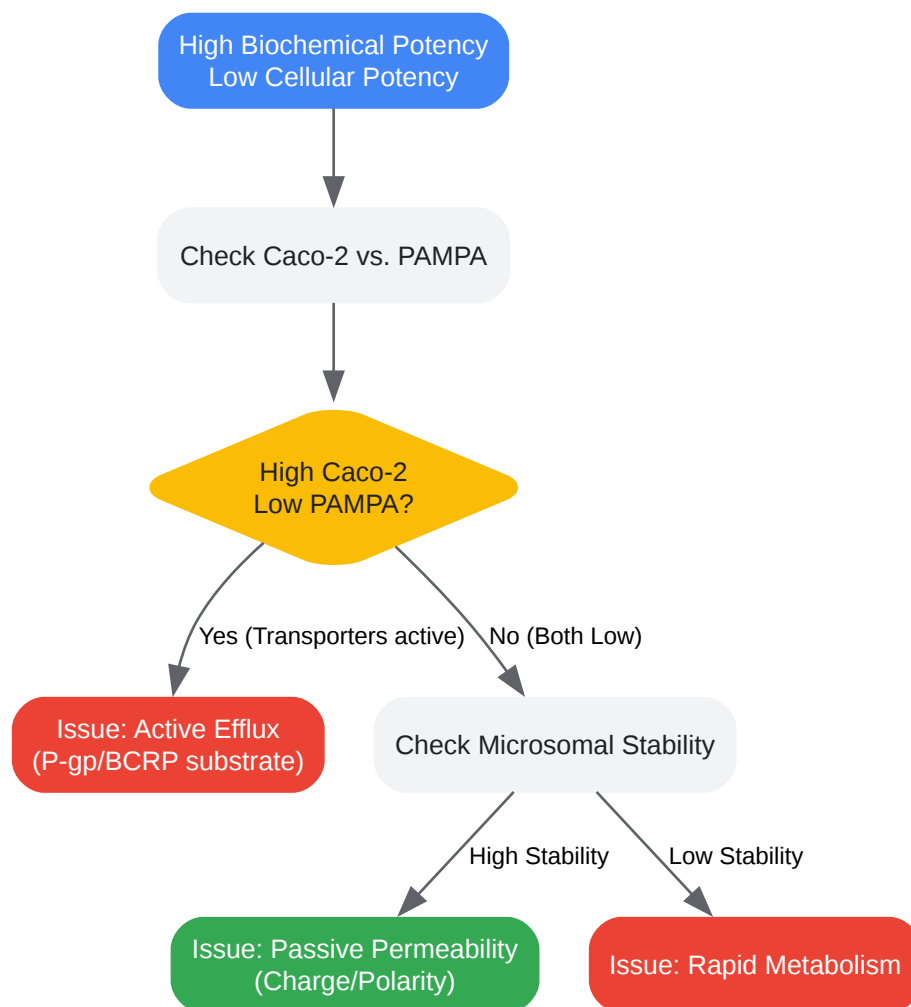 High Biochemical Potency
Low Cellular Potency
Check Caco-2 vs. PAMPA
High Caco-2
Low PAMPA?
Yes (Transporters active)
No (Both Low)
Issue: Active Efflux
(P-gp/BCRP substrate)
Check Microsomal Stability
High Stability
Low Stability
Issue: Passive Permeability
(Charge/Polarity)
Issue: Rapid Metabolism